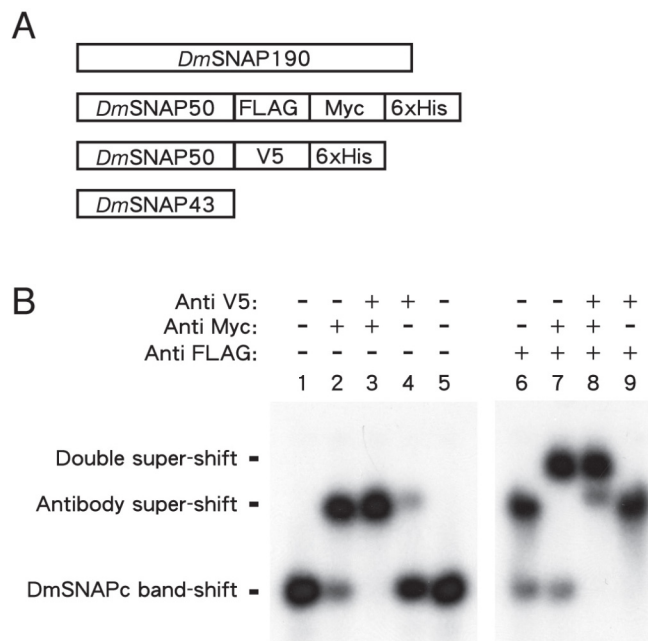 A
DmSNAP190
DmSNAP50 FLAG Myc 6xHis
DmSNAP50 V5 6xHis
DmSNAP43
B
Anti V5: - - + + - - - + +
Anti Myc: - + + - - - + + -
Anti FLAG: - - - - - + + + +
1 2 3 4 5 6 7 8 9
Double super-shift -
Antibody super-shift -
DmSNAPc band-shift -